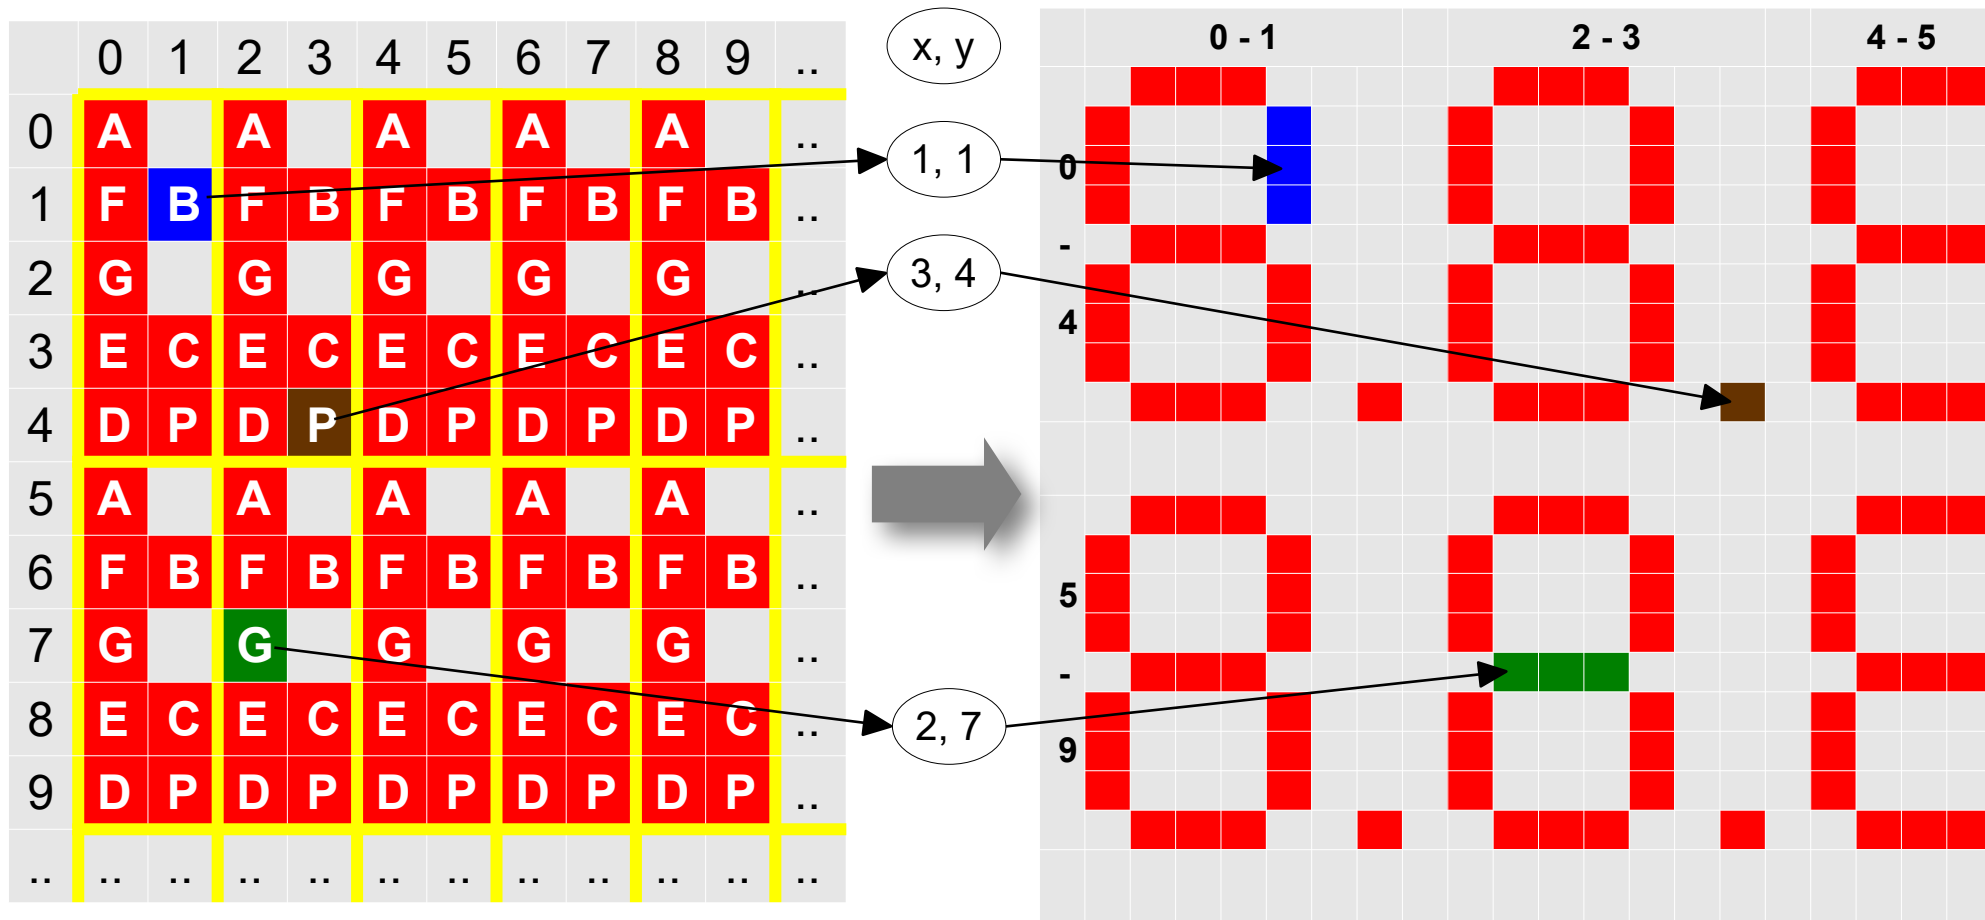 0 1 2 3 4 5 6 7 8 9 ..
0 A A A A A ..
1 F B F B F B F B F B ..
2 G G G G G ..
3 E C E C E C E C E C ..
4 D P D P D P D P D P ..
5 A A A A A ..
6 F B F B F B F B F B ..
7 G G G G G ..
8 E C E C E C E C E C ..
9 D P D P D P D P D P ..
.. .. .. .. .. .. .. .. .. .. .. ..
x, y
1, 1
3, 4
2, 7
0 - 1 2 - 3 4 - 5
0
-
4
5
-
9